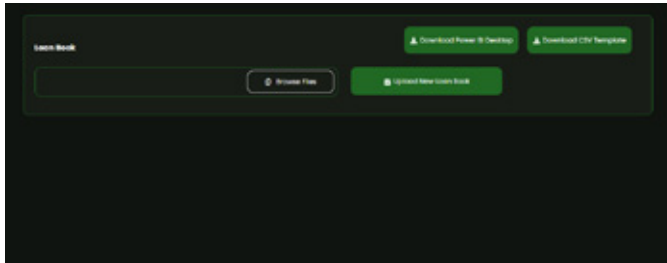 Download Power BI Desktop
Download CSV Template
Loan Book
Browse Files
Upload New Loan Book